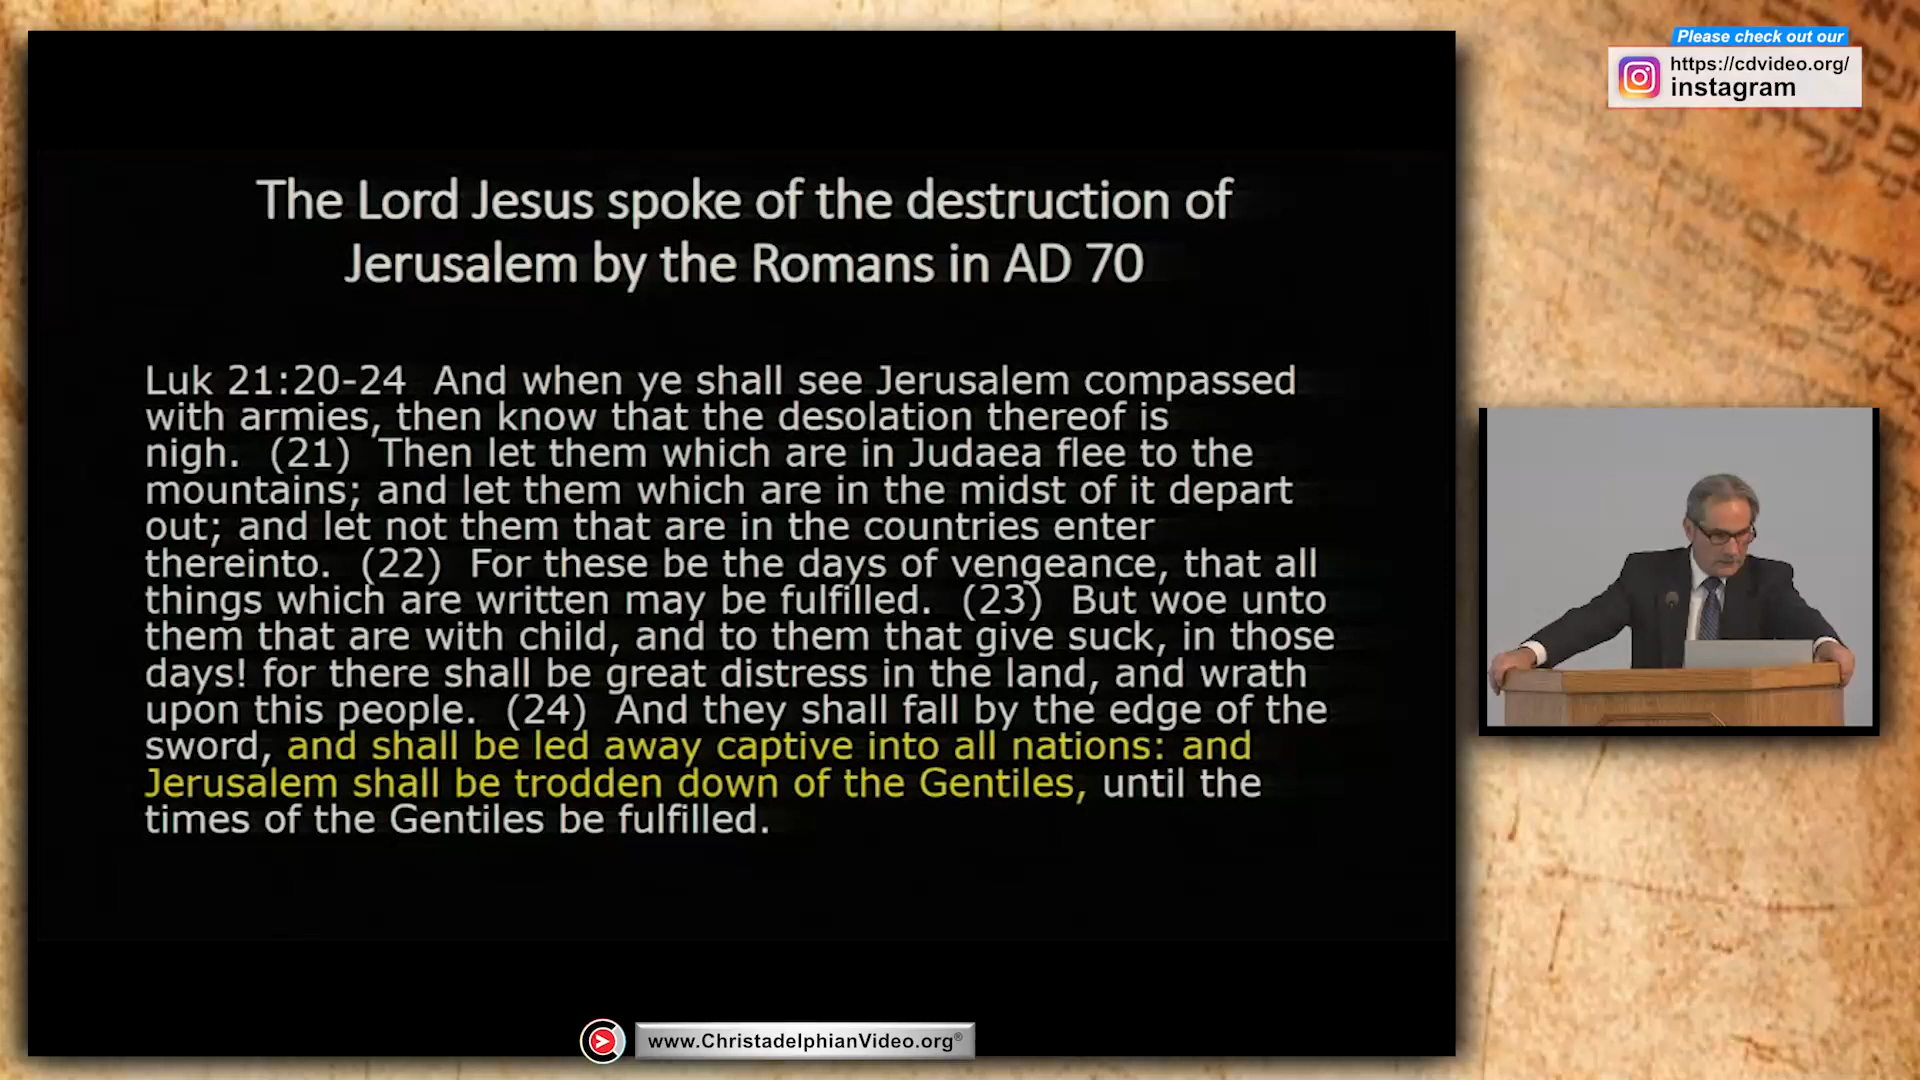 Please check out our
https://cdvideo.org/
instagram
The Lord Jesus spoke of the destruction of
Jerusalem by the Romans in AD 70
Luk 21:20-24 And when ye shall see Jerusalem compassed
with armies, then know that the desolation thereof is
nigh. (21) Then let them which are in Judaea flee to the
mountains; and let them which are in the midst of it depart
out; and let not them that are in the countries enter
thereinto. (22) For these be the days of vengeance, that all
things which are written may be fulfilled. (23) But woe unto
them that are with child, and to them that give suck, in those
days! for there shall be great distress in the land, and wrath
upon this people. (24) And they shall fall by the edge of the
sword, and shall be led away captive into all nations: and
Jerusalem shall be trodden down of the Gentiles, until the
times of the Gentiles be fulfilled.
www.ChristadelphianVideo.org®